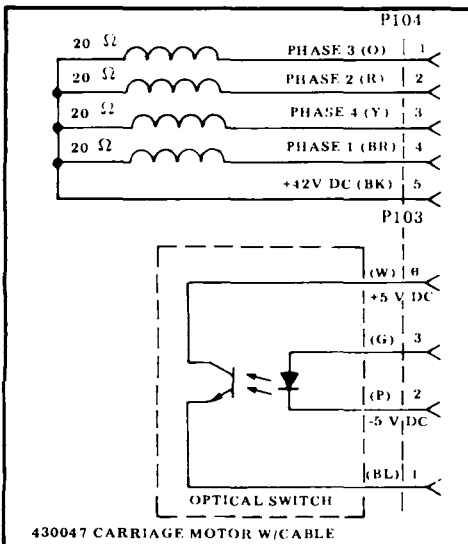 P104
20 Ω PHASE 3 (O) 1
20 Ω PHASE 2 (R) 2
20 Ω PHASE 4 (Y) 3
20 Ω PHASE 1 (BR) 4
+42V DC (BK) 5
P103
(W) 6
+5 V DC
(G) 3
(P) 2
-5 V DC
(BL) 1
OPTICAL SWITCH
430047 CARRIAGE MOTOR W/CABLE